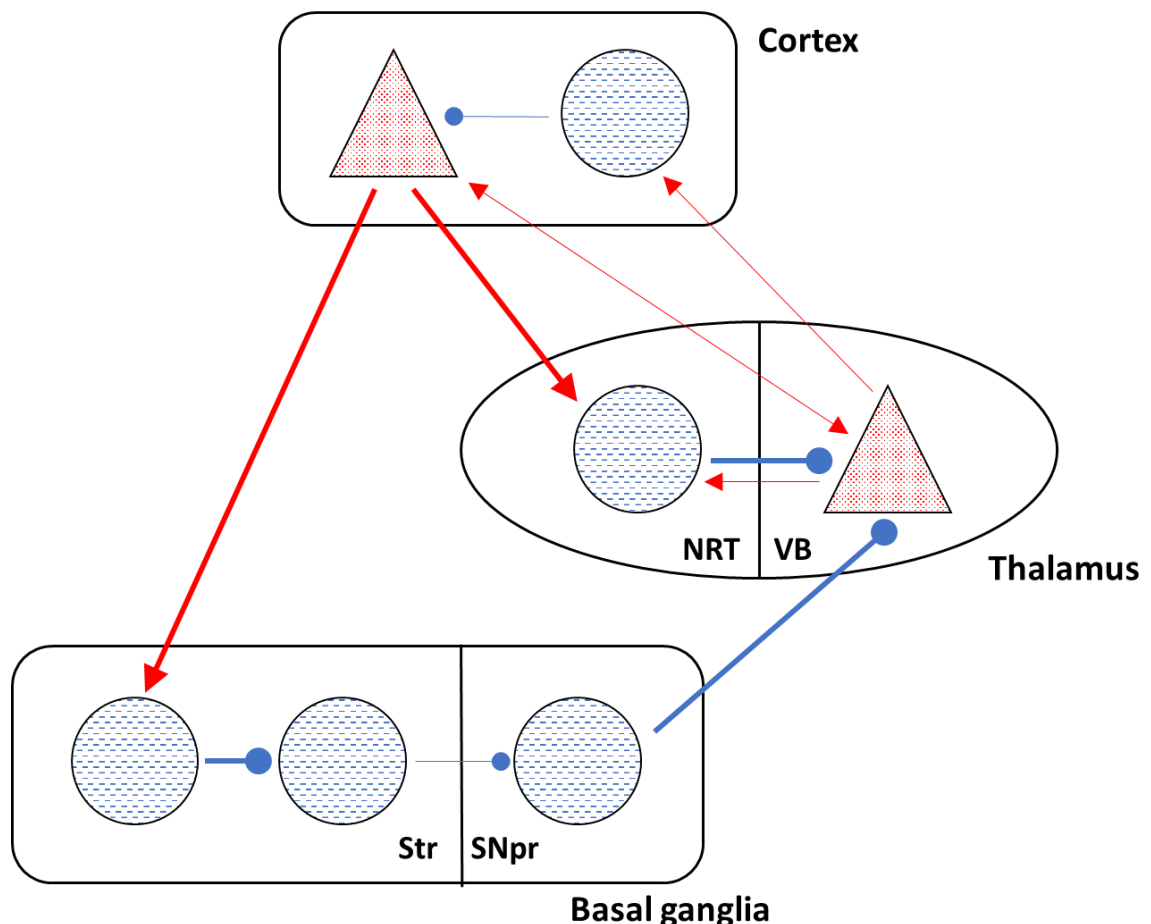 Cortex
NRT
VB
Thalamus
Str
SNpr
Basal ganglia